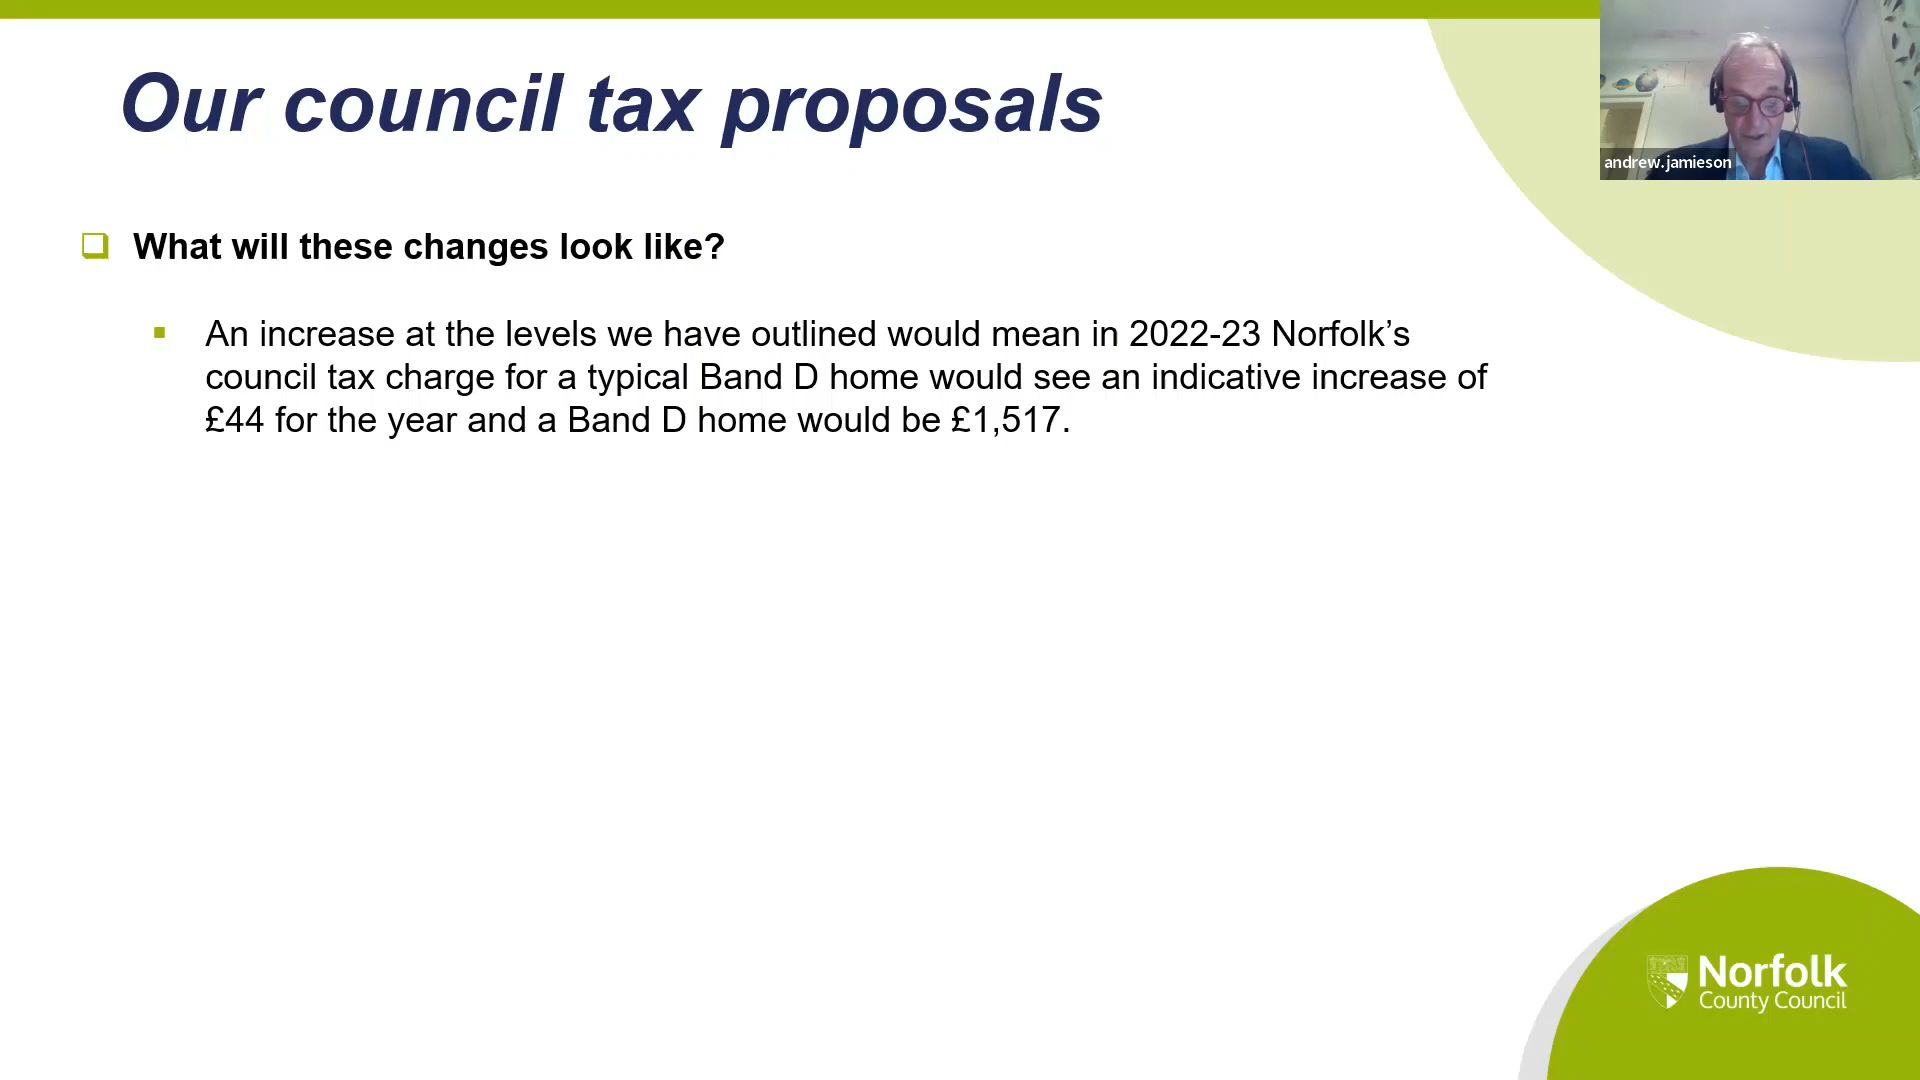 Our council tax proposals
andrew.jamieson
What will these changes look like?
An increase at the levels we have outlined would mean in 2022-23 Norfolk’s
council tax charge for a typical Band D home would see an indicative increase of
£44 for the year and a Band D home would be £1,517.
Norfolk
County Council